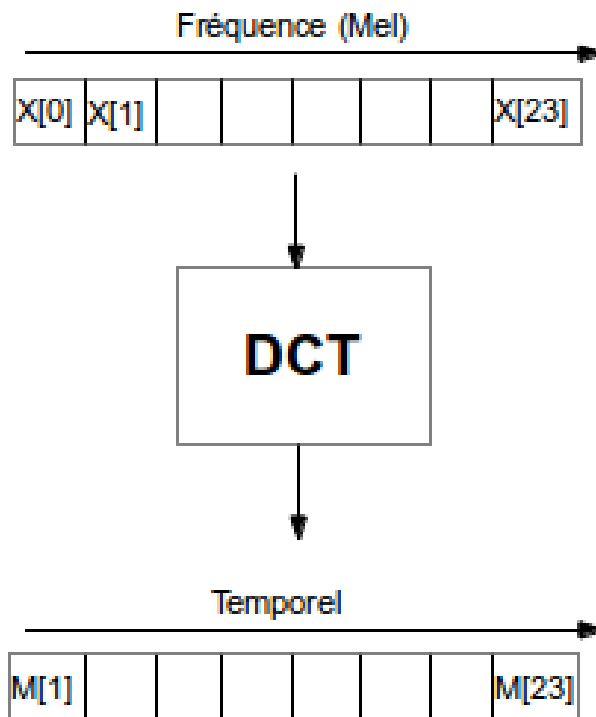 Fréquence (Mel)
X[0] X[1] X[23]
DCT
Temporel
M[1] M[23]